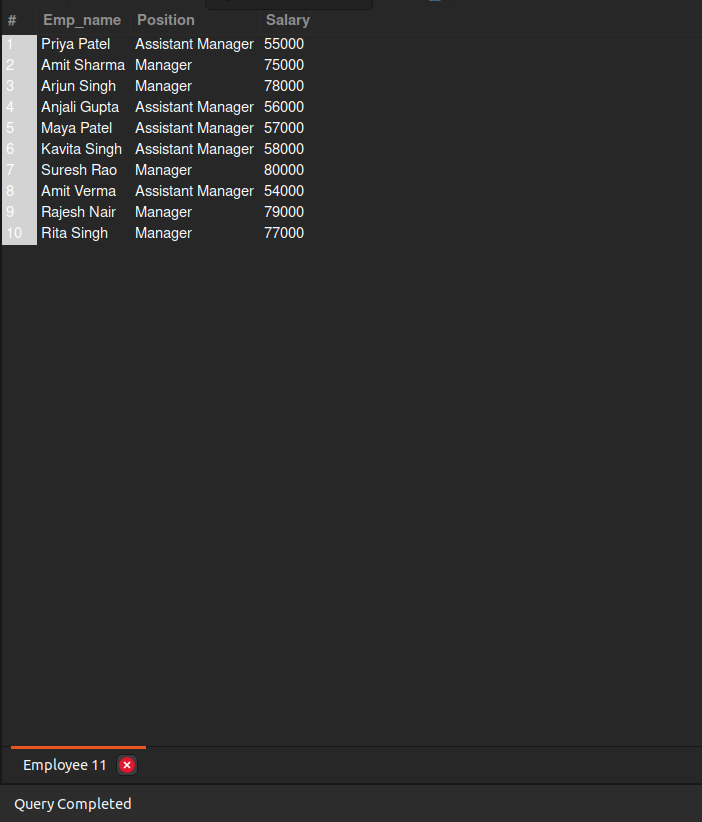 # Emp_name Position Salary
1 Priya Patel Assistant Manager 55000
2 Amit Sharma Manager 75000
3 Arjun Singh Manager 78000
4 Anjali Gupta Assistant Manager 56000
5 Maya Patel Assistant Manager 57000
6 Kavita Singh Assistant Manager 58000
7 Suresh Rao Manager 80000
8 Amit Verma Assistant Manager 54000
9 Rajesh Nair Manager 79000
10 Rita Singh Manager 77000
Employee 11
Query Completed